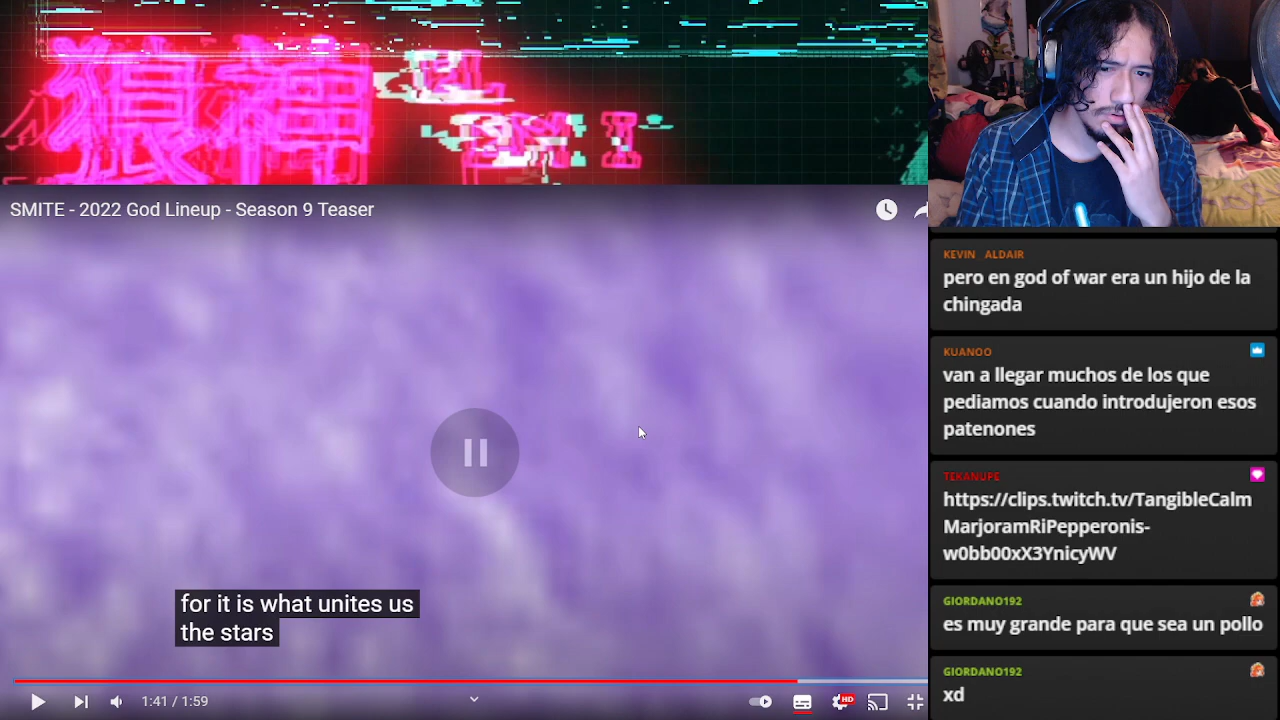 狼神
SMITE - 2022 God Lineup - Season 9 Teaser
for it is what unites us
the stars
1:41 / 1:59
HD
KEVIN ALDAIR
pero en god of war era un hijo de la
chingada
KUANOO
van a llegar muchos de los que
pediamos cuando introdujeron esos
patenones
TEKANUPE
https://clips.twitch.tv/TangibleCalm
MarjoramRiPepperonis-
w0bb00xX3YnicyWV
GIORDANO192
es muy grande para que sea un pollo
GIORDANO192
xd